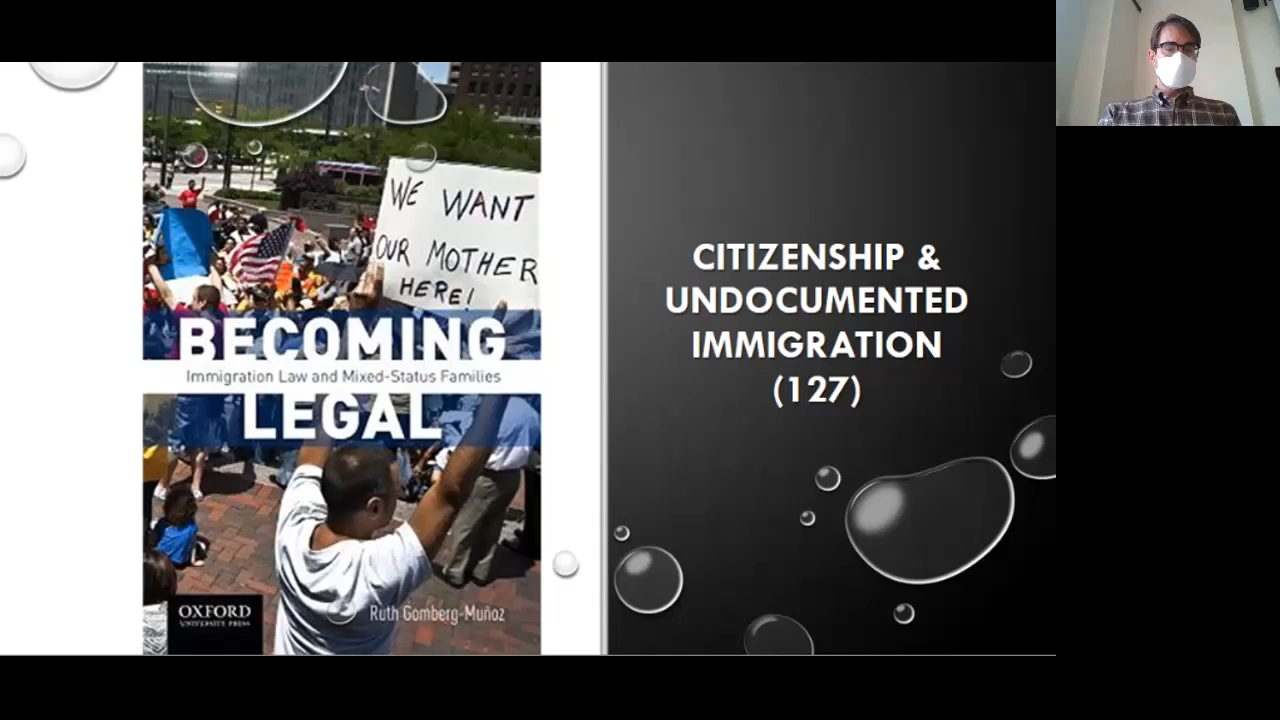 WE WANT
OUR MOTHER
HERE!
BECOMING
Immigration Law and Mixed-Status Families
LEGAL
OXFORD
UNIVERSITY PRESS
Ruth Gomberg-Muñoz
CITIZENSHIP &
UNDOCUMENTED
IMMIGRATION
(127)